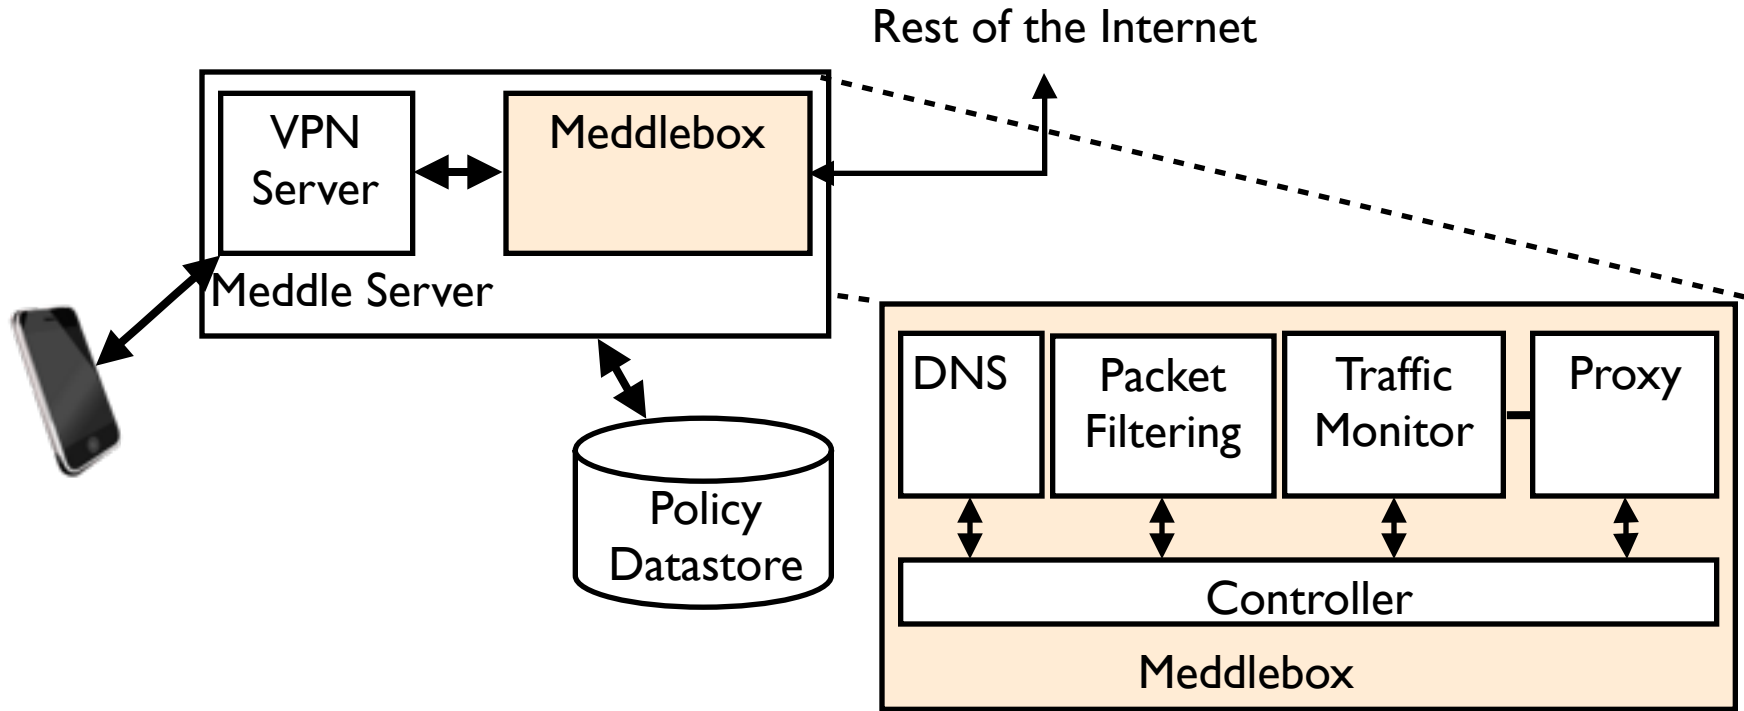 Rest of the Internet
VPN
Server
Meddlebox
Meddle Server
Policy
Datastore
DNS
Packet
Filtering
Traffic
Monitor
Proxy
Controller
Meddlebox